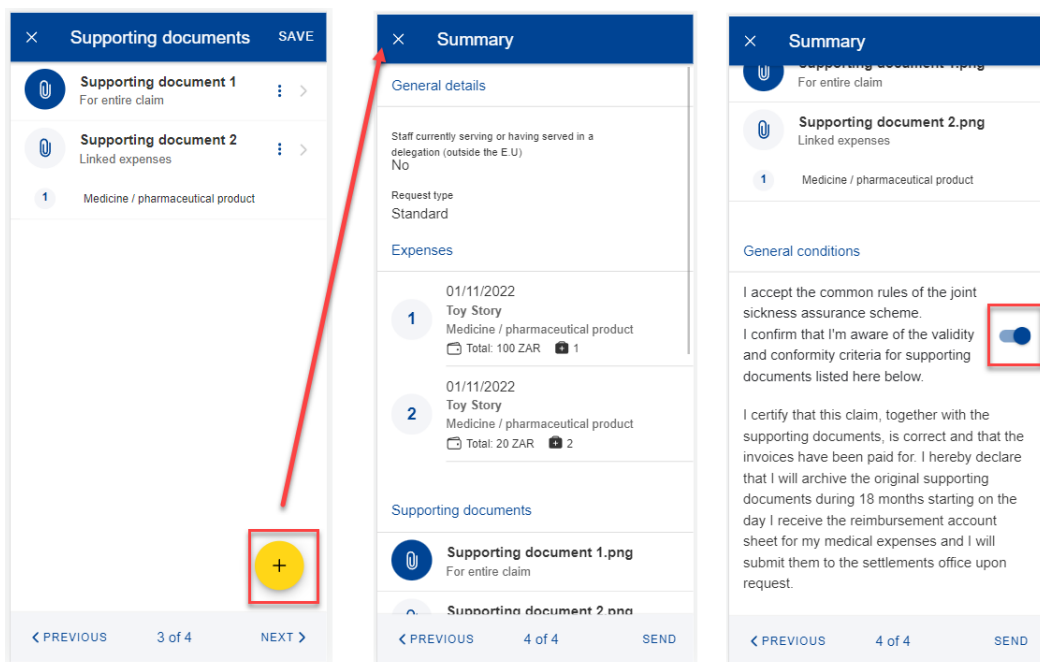 Supporting documents SAVE
Supporting document 1
For entire claim
Supporting document 2
Linked expenses
1 Medicine / pharmaceutical product
PREVIOUS 3 of 4 NEXT
Summary
General details
Staff currently serving or having served in a
delegation (outside the E.U)
No
Request type
Standard
Expenses
01/11/2022
1 Toy Story
Medicine / pharmaceutical product
Total: 100 ZAR 1
01/11/2022
2 Toy Story
Medicine / pharmaceutical product
Total: 20 ZAR 2
Supporting documents
Supporting document 1.png
For entire claim
Supporting document 2.png
PREVIOUS 4 of 4 SEND
Summary
Supporting document 1.png
For entire claim
Supporting document 2.png
Linked expenses
1 Medicine / pharmaceutical product
General conditions
I accept the common rules of the joint
sickness assurance scheme.
I confirm that I'm aware of the validity
and conformity criteria for supporting
documents listed here below.
I certify that this claim, together with the
supporting documents, is correct and that the
invoices have been paid for. I hereby declare
that I will archive the original supporting
documents during 18 months starting on the
day I receive the reimbursement account
sheet for my medical expenses and I will
submit them to the settlements office upon
request.
PREVIOUS 4 of 4 SEND